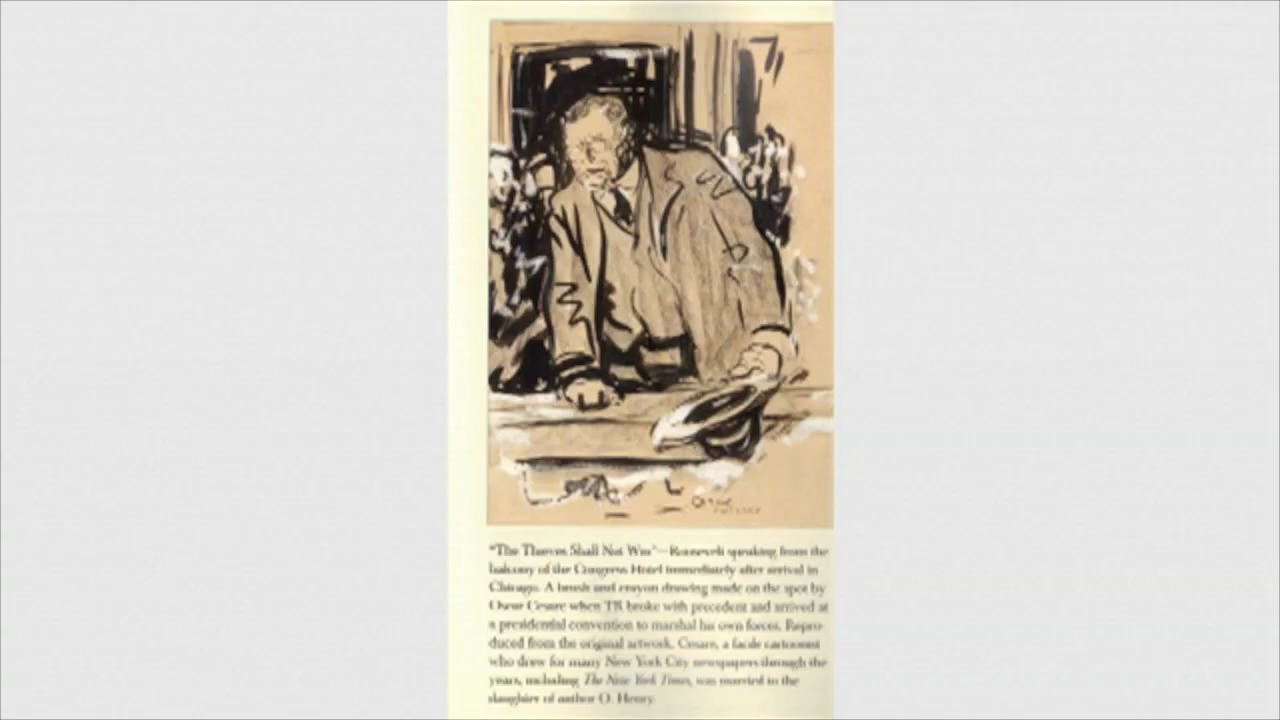 "The Thieves Shall Not Win"—Roosevelt speaking from the
balcony of the Congress Hotel immediately after arrival in
Chicago. A brush and crayon drawing made on the spot by
Oscar Cesare when TR broke with precedent and arrived at
a presidential convention to marshal his own forces. Repro-
duced from the original artwork. Cesare, a facile cartoonist
who drew for many New York City newspapers through the
years, including The New York Times, was married to the
daughter of author O. Henry.